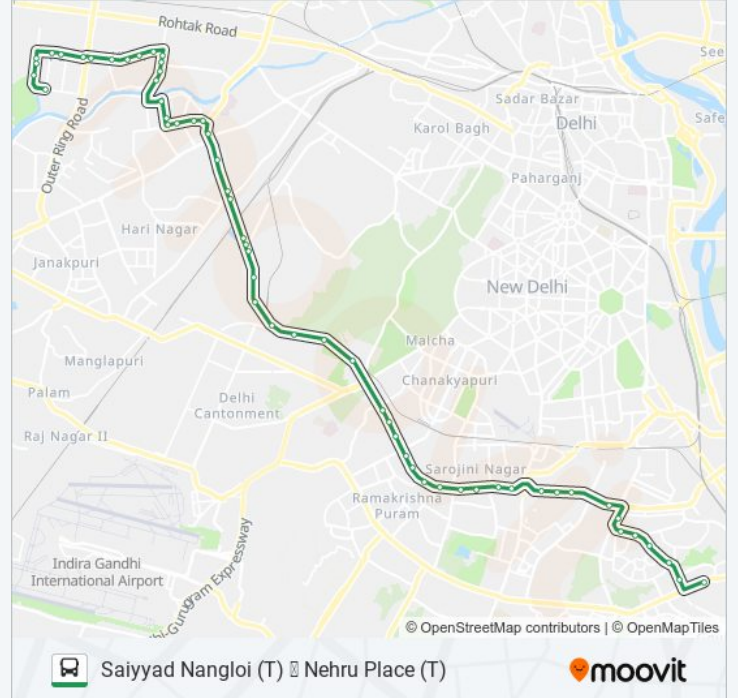 Rohtak Road
See
Sadar Bazar
Delhi
Safe
Karol Bagh
Outer Ring Road
Paharganj
Hari Nagar
Janakpuri
New Delhi
Malcha
Manglapuri
Chanakyapuri
Palam
Delhi
Cantonment
Raj Nagar II
Sarojini Nagar
Ramakrishna
Puram
Indira Gandhi
International Airport
hi-Gurugram Expressway
© OpenStreetMap contributors | © OpenMapTiles
Saiyyad Nangloi (T) Nehru Place (T)
moovit